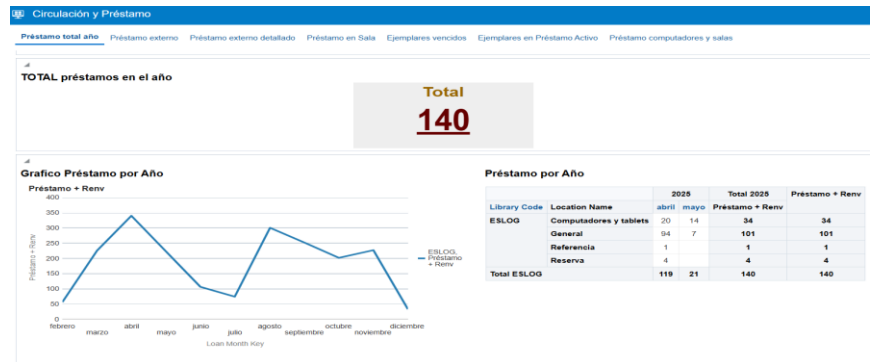 Circulación y Préstamo
Préstamo total año Préstamo externo Préstamo externo detallado Préstamo en Sala Ejemplares vencidos Ejemplares en Préstamo Activo Préstamo computadores y salas
TOTAL préstamos en el año
Total
140
Grafico Préstamo por Año
Préstamo + Renv
400
350
300
250
200
150
100
50
0
Préstamo + Renv
febrero marzo abril mayo junio julio agosto septiembre octubre noviembre diciembre
Loan Month Key
ESLOG,
Préstamo
+ Renv
Préstamo por Año
2025 Total 2025 Préstamo + Renv
Library Code Location Name abril mayo Préstamo + Renv
ESLOG Computadores y tablets 20 14 34 34
General 94 7 101 101
Referencia 1 1 1
Reserva 4 4 4
Total ESLOG 119 21 140 140